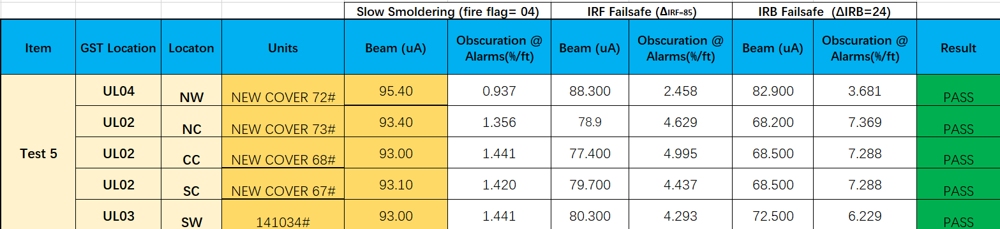 Slow Smoldering (fire flag= 04) IRF Failsafe (ΔIRF=85) IRB Failsafe (ΔIRB=24)
Item GST Location Locaton Units Beam (uA) Obscuration @ Alarms(%/ft) Beam (uA) Obscuration @ Alarms(%/ft) Beam (uA) Obscuration @ Alarms(%/ft) Result
Test 5
UL04 NW NEW COVER 72# 95.40 0.937 88.300 2.458 82.900 3.681 PASS
UL02 NC NEW COVER 73# 93.40 1.356 78.9 4.629 68.200 7.369 PASS
UL02 CC NEW COVER 68# 93.00 1.441 77.400 4.995 68.500 7.288 PASS
UL02 SC NEW COVER 67# 93.10 1.420 79.700 4.437 68.500 7.288 PASS
UL03 SW 141034# 93.00 1.441 80.300 4.293 72.500 6.229 PASS